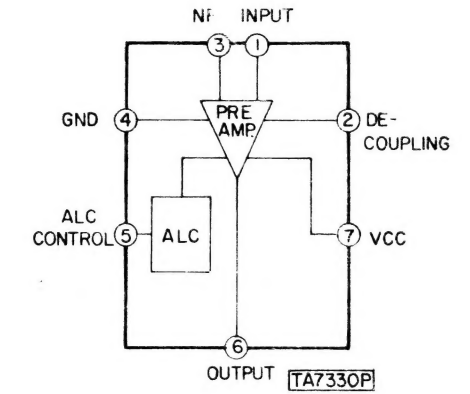 NF INPUT
3 1
PRE
AMP.
GND 4
2 DE-
COUPLING
ALC
CONTROL 5
ALC
7 VCC
6
OUTPUT
TA7330P